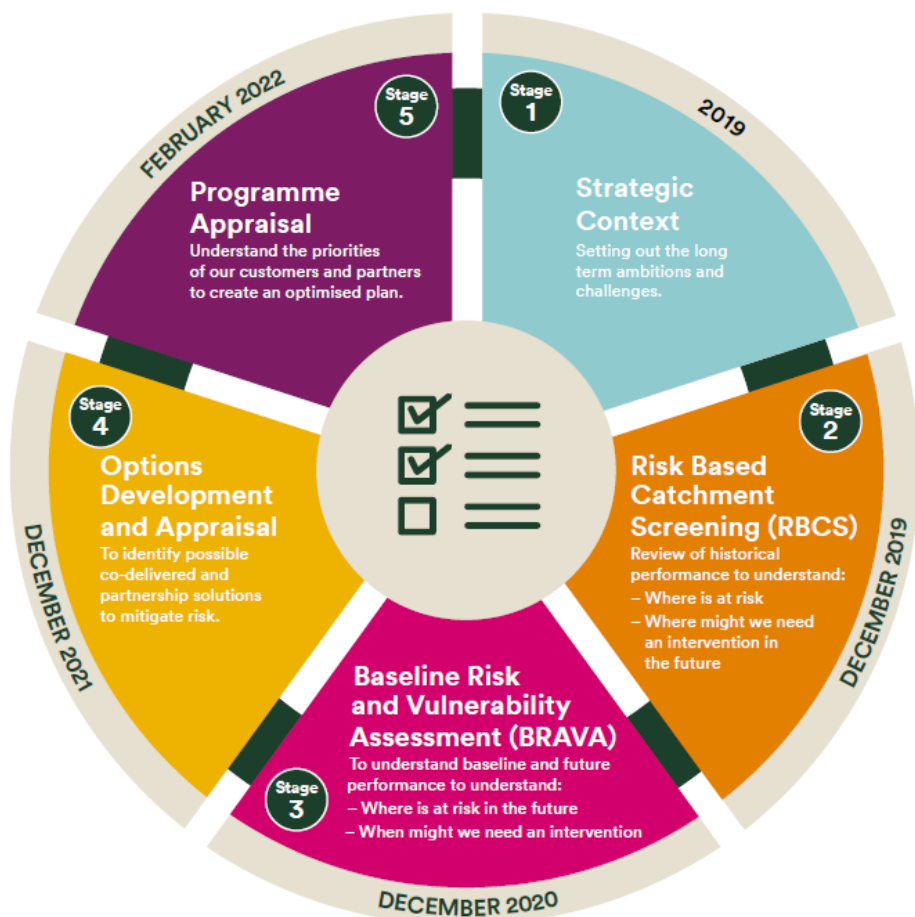 Stage
1
2019
Strategic
Context
Setting out the long
term ambitions and
challenges.
Stage
2
DECEMBER 2019
Risk Based
Catchment
Screening (RBCS)
Review of historical
performance to understand:
– Where is at risk
– Where might we need
an intervention in
the future
Stage
3
DECEMBER 2020
Baseline Risk
and Vulnerability
Assessment (BRAVA)
To understand baseline and future
performance to understand:
– Where is at risk in the future
– When might we need an intervention
Stage
4
DECEMBER 2021
Options
Development
and Appraisal
To identify possible
co-delivered and
partnership solutions
to mitigate risk.
Stage
5
FEBRUARY 2022
Programme
Appraisal
Understand the priorities
of our customers and partners
to create an optimised plan.